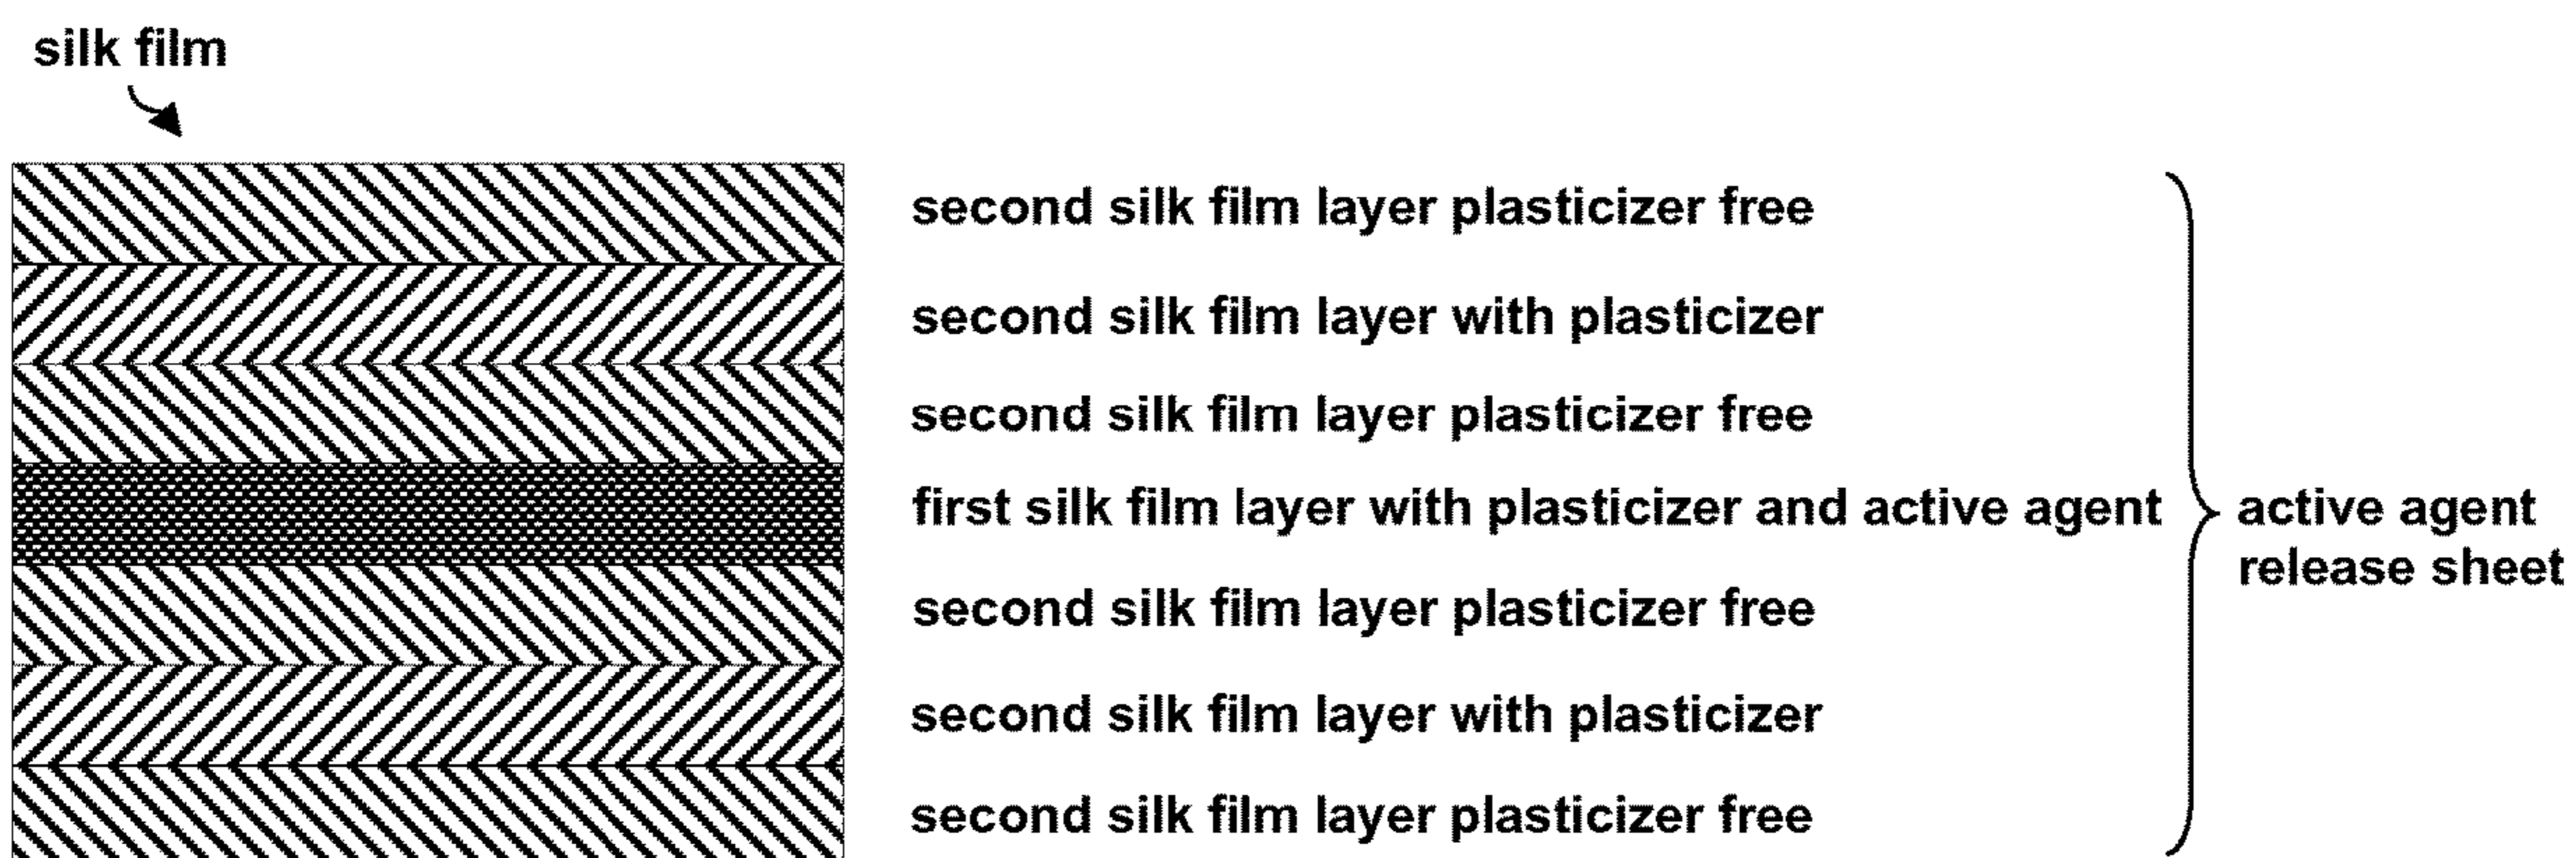 silk film
second silk film layer plasticizer free
second silk film layer with plasticizer
second silk film layer plasticizer free
first silk film layer with plasticizer and active agent
active agent
release sheet
second silk film layer plasticizer free
second silk film layer with plasticizer
second silk film layer plasticizer free